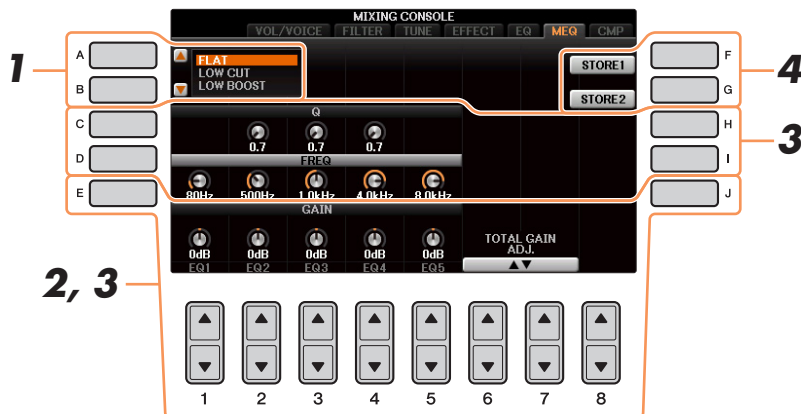 MIXING CONSOLE
VOL/VOICE FILTER TUNE EFFECT EQ MEQ CMP
1
A
B
C
D
E
FLAT
LOW CUT
LOW BOOST
STORE1
STORE2
F
G
H
I
J
4
3
Q
0.7 0.7 0.7
FREQ
80Hz 500Hz 1.0kHz 4.0kHz 8.0kHz
GAIN
0dB 0dB 0dB 0dB 0dB
EQ1 EQ2 EQ3 EQ4 EQ5
TOTAL GAIN
ADJ.
▲▼
2, 3
1 2 3 4 5 6 7 8